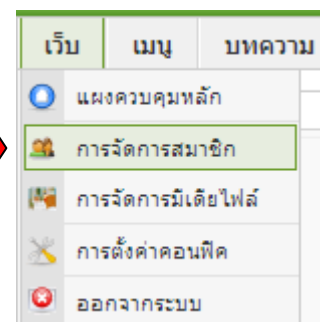 เว็บ เมนู บทความ
แผงควบคุมหลัก
การจัดการสมาชิก
การจัดการมีเดียไฟล์
การตั้งค่าคอนฟิค
ออกจากระบบ